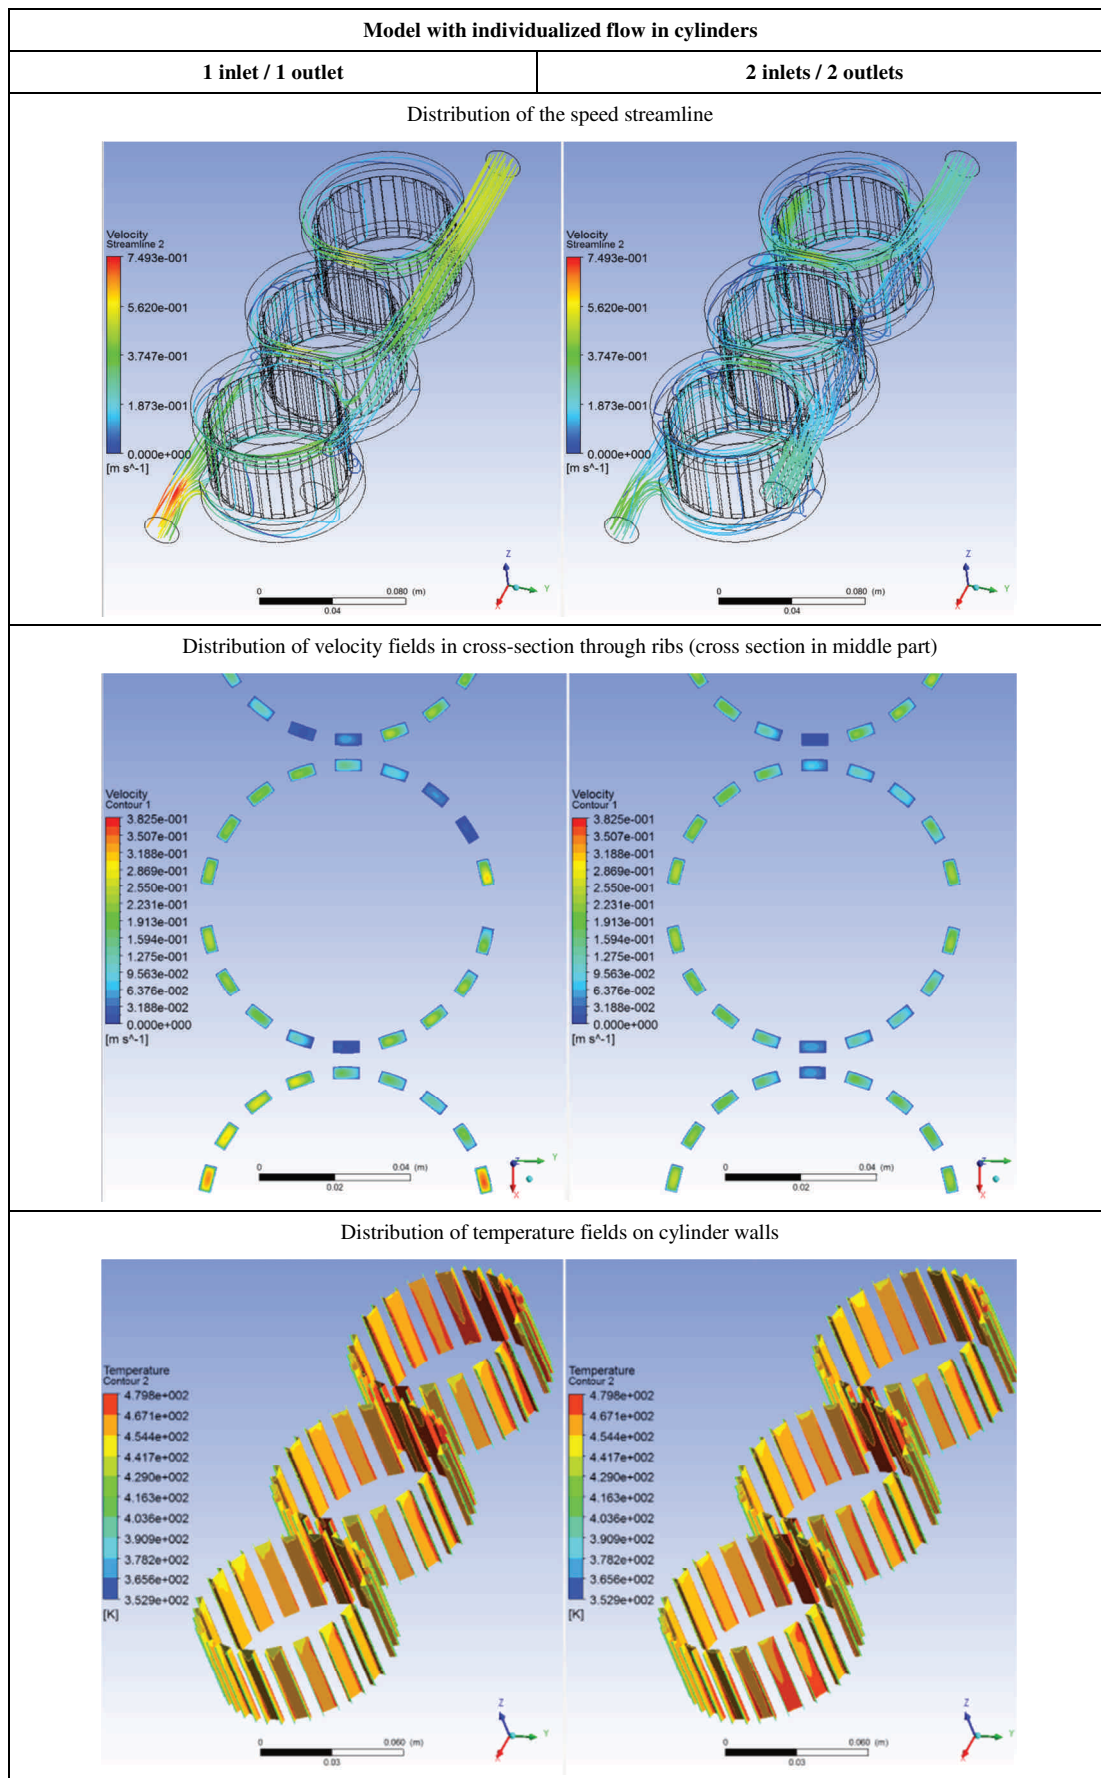 Model with individualized flow in cylinders
1 inlet / 1 outlet
2 inlets / 2 outlets
Distribution of the speed streamline
Velocity
Streamline 2
7.493e-001
5.620e-001
3.747e-001
1.873e-001
0.000e+000
[m s^-1]
0
0.080 (m)
0.04
Z
Y
X
Velocity
Streamline 2
7.493e-001
5.620e-001
3.747e-001
1.873e-001
0.000e+000
[m s^-1]
0
0.080 (m)
0.04
Z
Y
X
Distribution of velocity fields in cross-section through ribs (cross section in middle part)
Velocity
Contour 1
3.825e-001
3.507e-001
3.188e-001
2.869e-001
2.550e-001
2.231e-001
1.913e-001
1.594e-001
1.275e-001
9.563e-002
6.376e-002
3.188e-002
0.000e+000
[m s^-1]
0
0.04 (m)
0.02
Z
Y
X
Velocity
Contour 1
3.825e-001
3.507e-001
3.188e-001
2.869e-001
2.550e-001
2.231e-001
1.913e-001
1.594e-001
1.275e-001
9.563e-002
6.376e-002
3.188e-002
0.000e+000
[m s^-1]
0
0.04 (m)
0.02
Z
Y
X
Distribution of temperature fields on cylinder walls
Temperature
Contour 2
4.798e+002
4.671e+002
4.544e+002
4.417e+002
4.290e+002
4.163e+002
4.036e+002
3.909e+002
3.782e+002
3.656e+002
3.529e+002
[K]
0
0.060 (m)
0.03
Z
Y
X
Temperature
Contour 2
4.798e+002
4.671e+002
4.544e+002
4.417e+002
4.290e+002
4.163e+002
4.036e+002
3.909e+002
3.782e+002
3.656e+002
3.529e+002
[K]
0
0.060 (m)
0.03
Z
Y
X